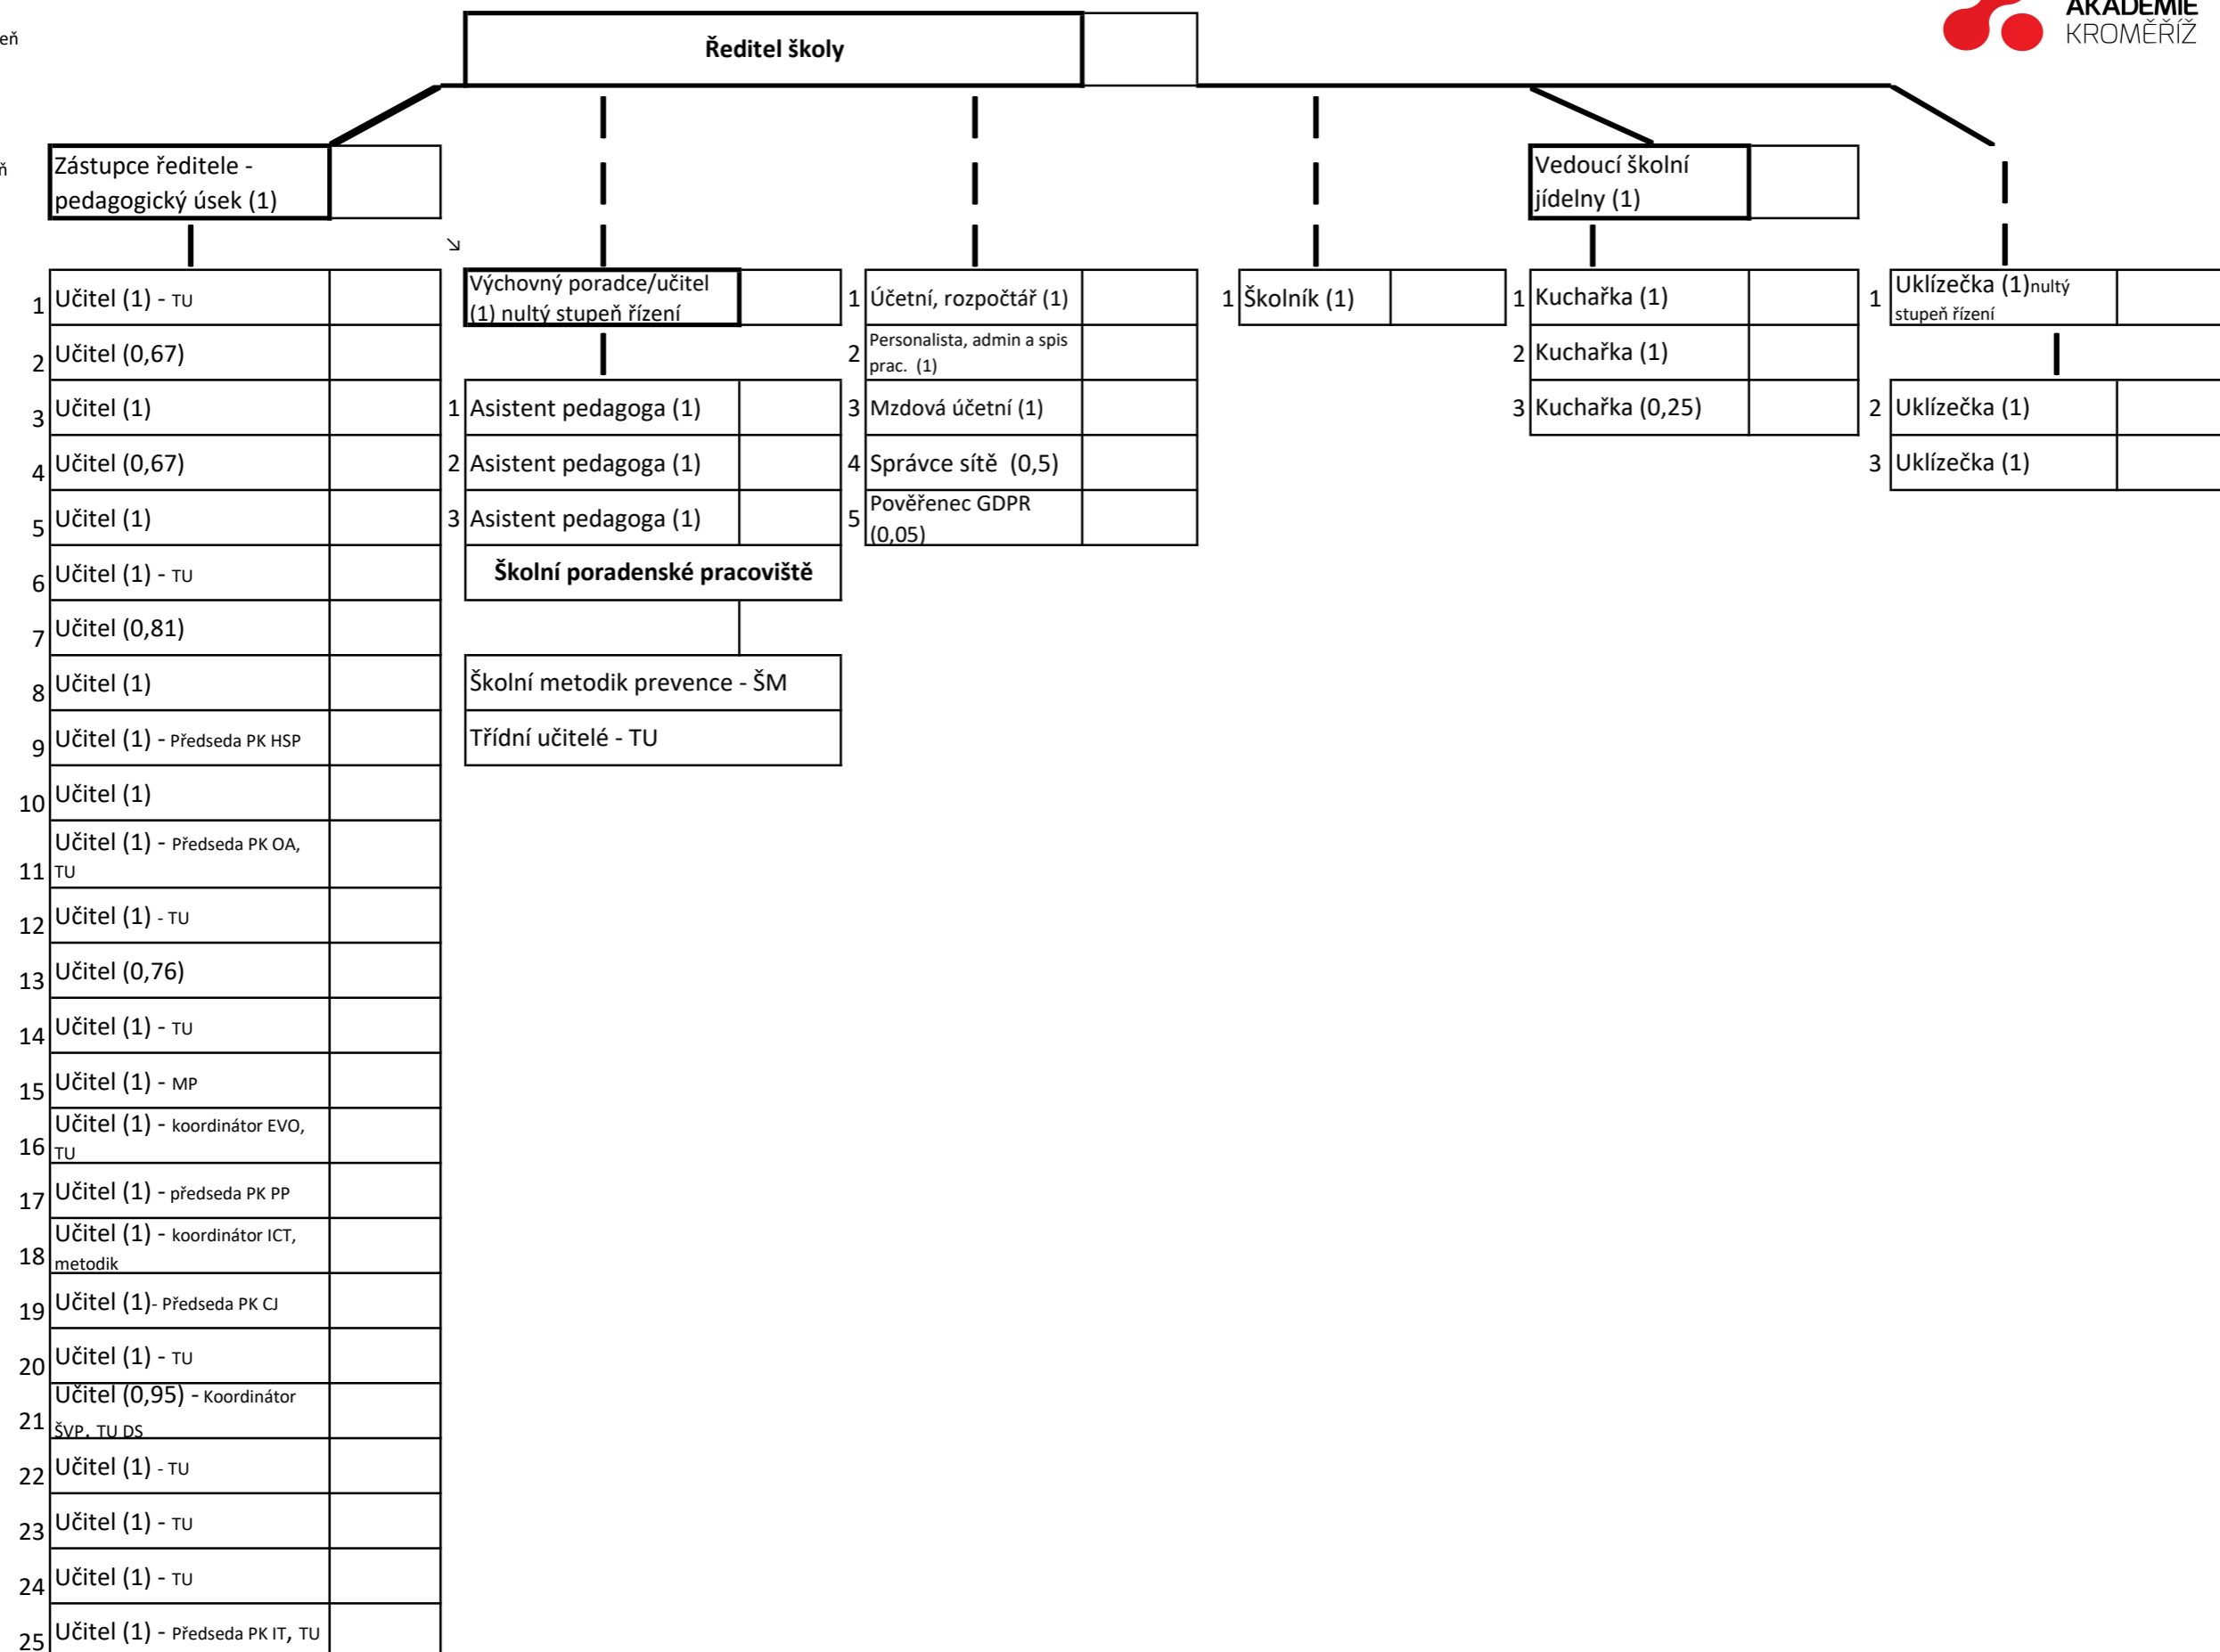 AKADEMIE
KROMĚŘÍŽ
Ředitel školy
Zástupce ředitele -
pedagogický úsek (1)
Vedoucí školní
jídelny (1)
1 Učitel (1) - TU
2 Učitel (0,67)
3 Učitel (1)
4 Učitel (0,67)
5 Učitel (1)
6 Učitel (1) - TU
7 Učitel (0,81)
8 Učitel (1)
9 Učitel (1) - Předseda PK HSP
10 Učitel (1)
11 Učitel (1) - Předseda PK OA,
TU
12 Učitel (1) - TU
13 Učitel (0,76)
14 Učitel (1) - TU
15 Učitel (1) - MP
16 Učitel (1) - koordinátor EVO,
TU
17 Učitel (1) - předseda PK PP
18 Učitel (1) - koordinátor ICT,
metodik
19 Učitel (1)- Předseda PK CJ
20 Učitel (1) - TU
21 Učitel (0,95) - Koordinátor
ŠVP, TU DS
22 Učitel (1) - TU
23 Učitel (1) - TU
24 Učitel (1) - TU
25 Učitel (1) - Předseda PK IT, TU
Výchovný poradce/učitel
(1) nultý stupeň řízení
1 Asistent pedagoga (1)
2 Asistent pedagoga (1)
3 Asistent pedagoga (1)
Školní poradenské pracoviště
Školní metodik prevence - ŠM
Třídní učitelé - TU
1 Účetní, rozpočtář (1)
2 Personalista, admin a spis
prac. (1)
3 Mzdová účetní (1)
4 Správce sítě (0,5)
5 Pověřenec GDPR
(0,05)
1 Školník (1)
1 Kuchařka (1)
2 Kuchařka (1)
3 Kuchařka (0,25)
1 Uklízečka (1)nultý
stupeň řízení
2 Uklízečka (1)
3 Uklízečka (1)